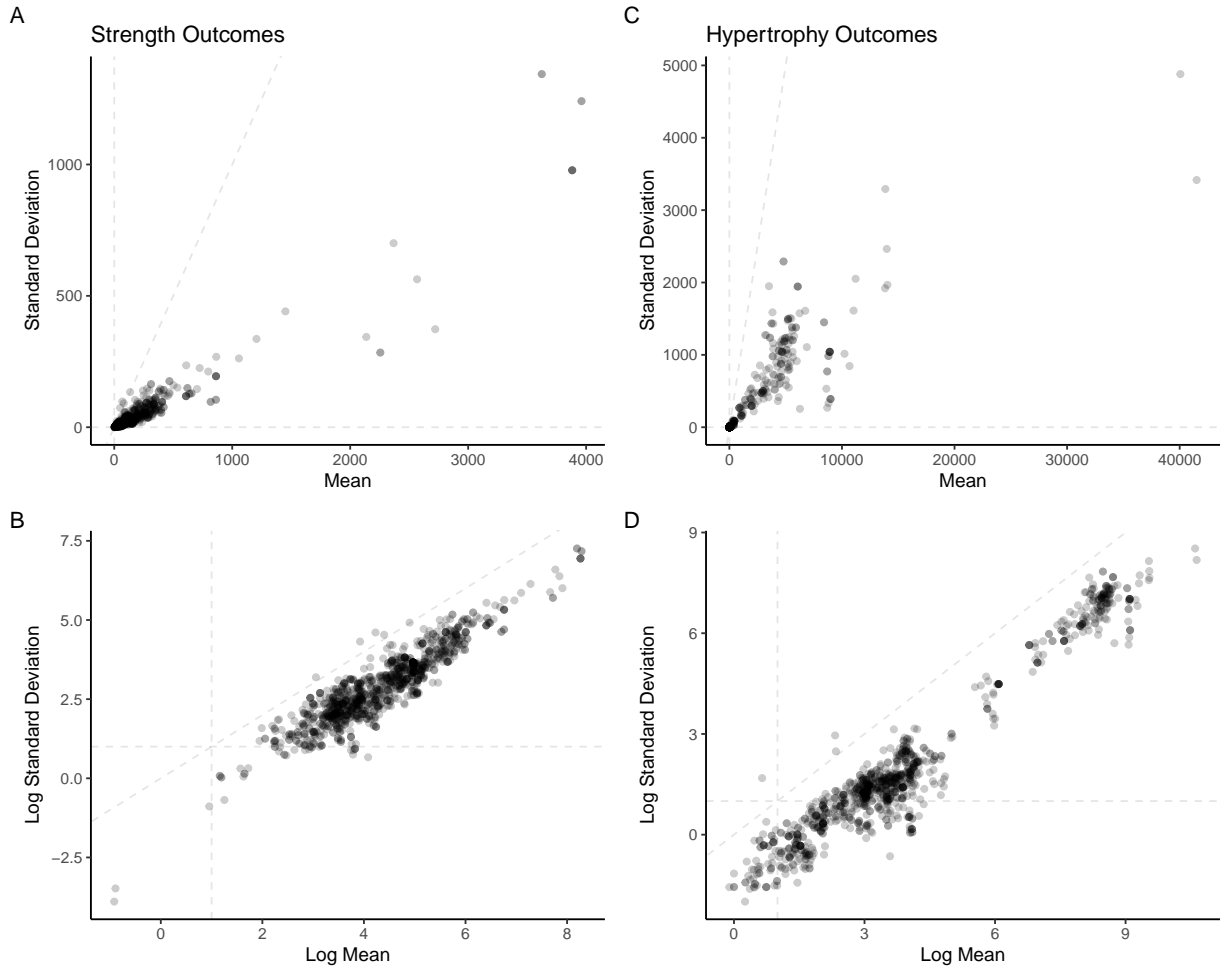 A
Strength Outcomes
1000
500
0
0
1000
2000
3000
4000
Mean
Standard Deviation
C
Hypertrophy Outcomes
5000
4000
3000
2000
1000
0
0
10000
20000
30000
40000
Mean
Standard Deviation
B
7.5
5.0
2.5
0.0
−2.5
0
2
4
6
8
Log Mean
Log Standard Deviation
D
9
6
3
0
0
3
6
9
Log Mean
Log Standard Deviation